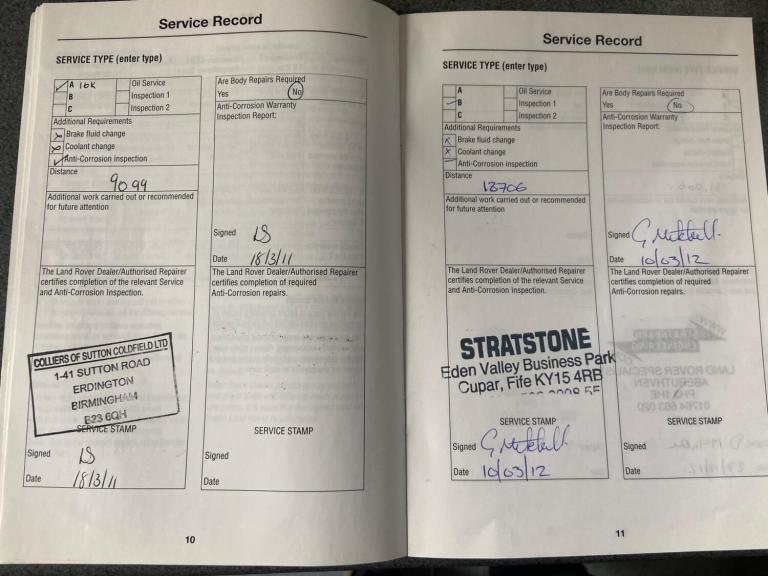 Service Record
SERVICE TYPE (enter type)
A 10K
Oil Service
B
Inspection 1
C
Inspection 2
Additional Requirements
Brake fluid change
Coolant change
Anti-Corrosion inspection
Distance
9099
Additional work carried out or recommended
for future attention
The Land Rover Dealer/Authorised Repairer
certifies completion of the relevant Service
and Anti-Corrosion Inspection.
COLLIERS OF SUTTON COLDFIELD LTD
1-41 SUTTON ROAD
ERDINGTON
BIRMINGHAM
B23 6QH
SERVICE STAMP
Signed
Date 18/3/11
Are Body Repairs Required
Yes No
Anti-Corrosion Warranty
Inspection Report:
Signed
Date 18/3/11
The Land Rover Dealer/Authorised Repairer
certifies completion of required
Anti-Corrosion repairs.
SERVICE STAMP
Signed
Date
10
Service Record
SERVICE TYPE (enter type)
A
Oil Service
B
Inspection 1
C
Inspection 2
Additional Requirements
Brake fluid change
Coolant change
Anti-Corrosion inspection
Distance
18706
Additional work carried out or recommended
for future attention
The Land Rover Dealer/Authorised Repairer
certifies completion of the relevant Service
and Anti-Corrosion Inspection.
STRATSTONE
Eden Valley Business Park
Cupar, Fife KY15 4RB
SERVICE STAMP
Signed G Mitchell
Date 10/03/12
Are Body Repairs Required
Yes No
Anti-Corrosion Warranty
Inspection Report:
Signed G Mitchell
Date 10/03/12
The Land Rover Dealer/Authorised Repairer
certifies completion of required
Anti-Corrosion repairs.
SERVICE STAMP
Signed
Date
11